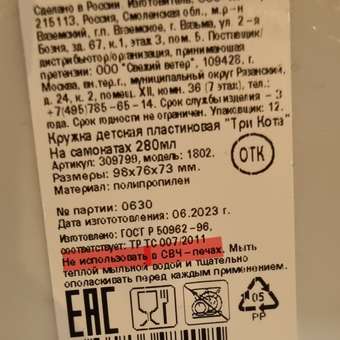 Сделано в России. Изготовитель:
215113, Россия, Смоленская обл., м.р-н
Вяземский, г.п. Вяземское, г. Вязьма, ул. 2-я
Бозня, зд. 67, к.1, этаж 3, пом. 5. Поставщик/
дистрибьютор/организация, принимающая
претензии: ООО "Свежий ветер", 109428, г.
Москва, вн.тер.г., муниципальный округ Рязанский,
д. 24, к. 2, помещ. XII, комн. 36 (7 этаж), тел.:
+7(495)785-65-14. Срок службы изделия - 3
года. Срок годности не ограничен. Упаковщик: 12.
Кружка детская пластиковая "Три Кота"
На самокатах 280мл
Артикул: 309799, модель: 1802.
Размеры: 98x76x73 мм.
Материал: полипропилен
ОТК
№ партии: 0630
Дата изготовления: 06.2023 г.
Изготовлено: ГОСТ Р 50962-96,
соответствует: ТР ТС 007/2011
Не использовать в СВЧ-печах. Мыть
теплой мыльной водой и тщательно
ополаскивать перед каждым применением.
EAC
05
PP